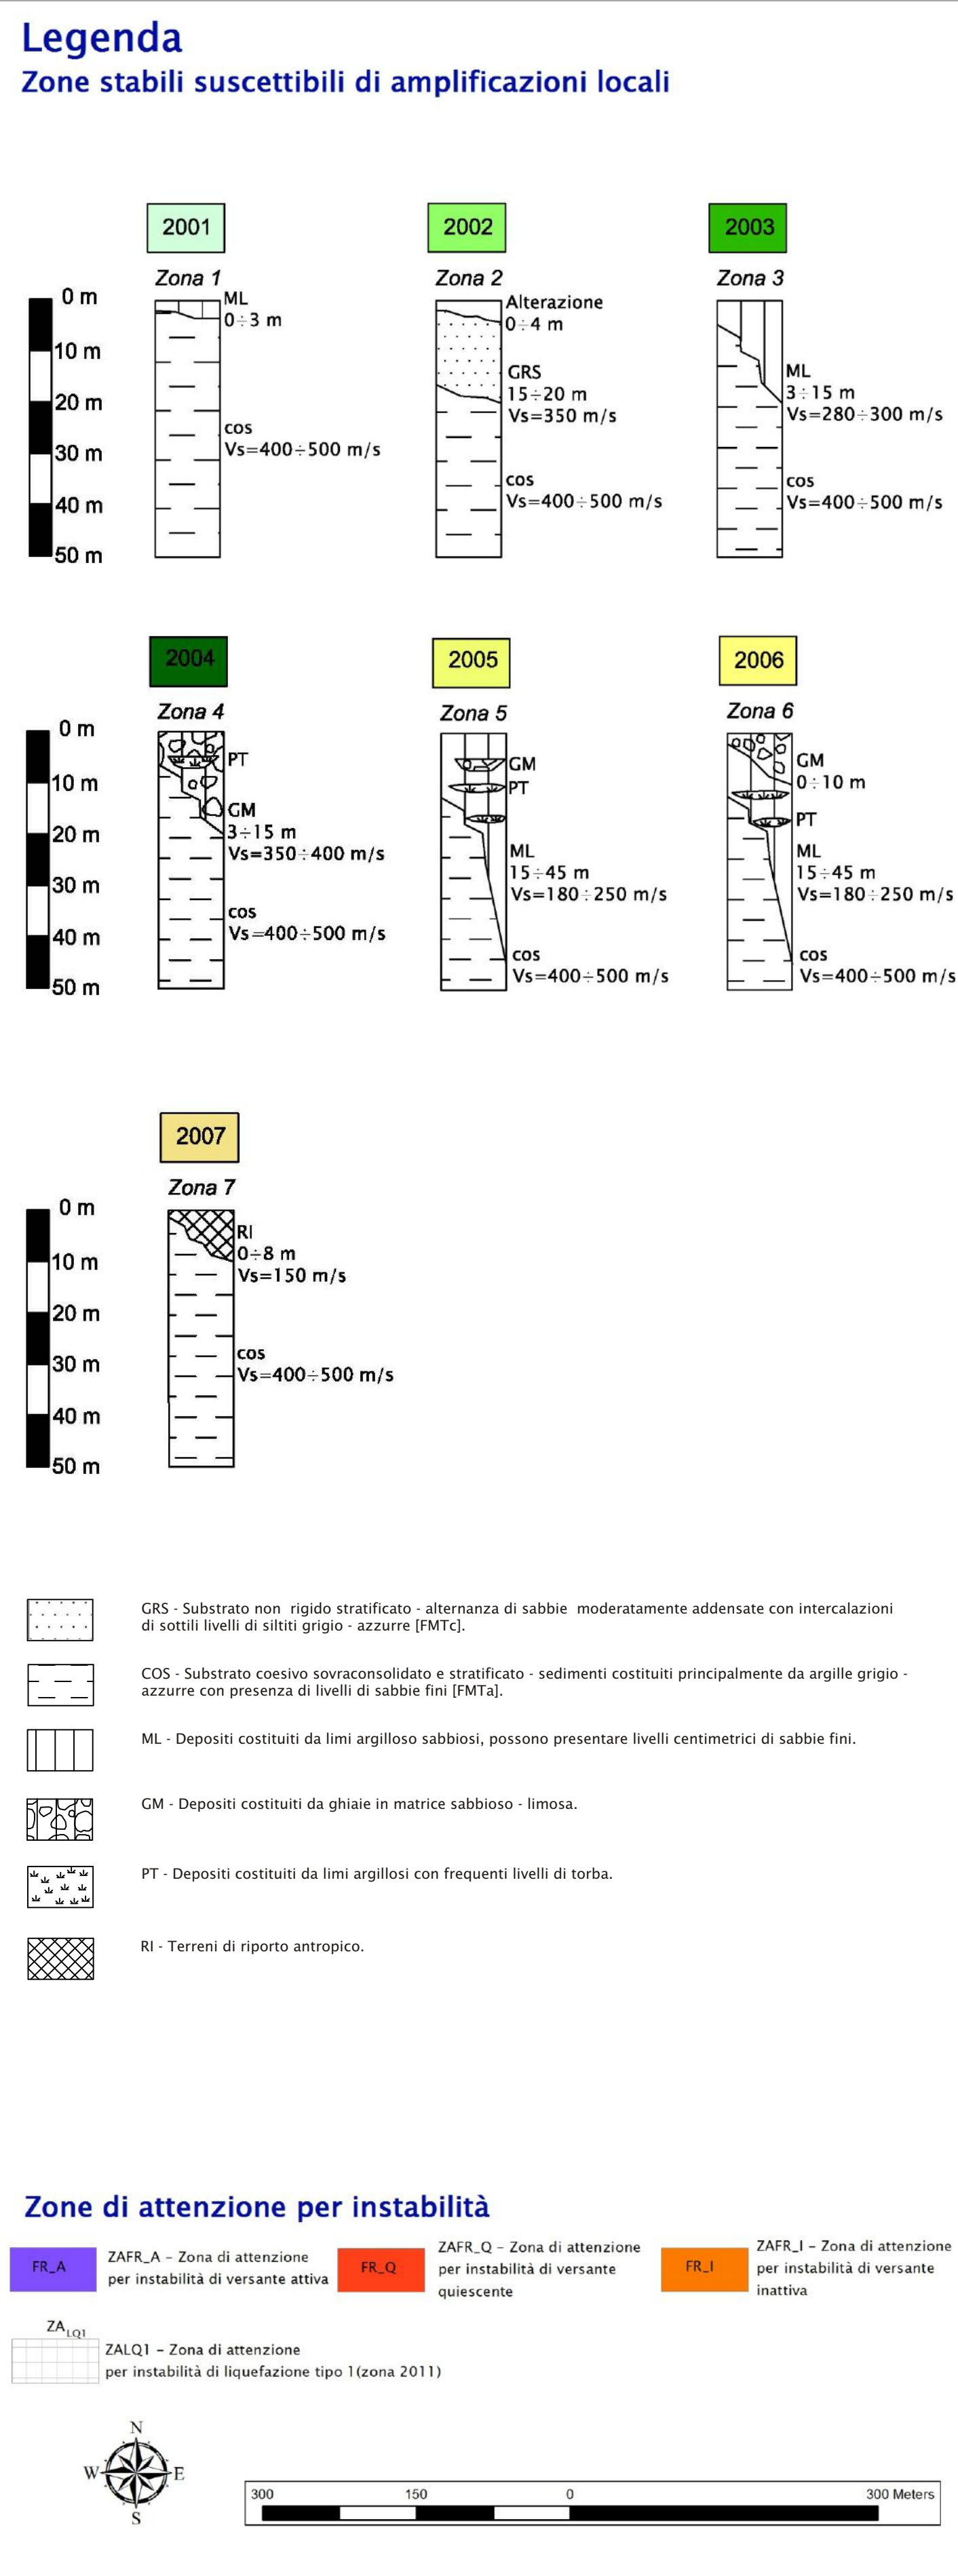 Legenda
Zone stabili suscettibili di amplificazioni locali
2001
2002
2003
Zona 1
Zona 2
Zona 3
0 m
10 m
20 m
30 m
40 m
50 m
ML
0÷3 m
cos
Vs=400÷500 m/s
Alterazione
0÷4 m
GRS
15÷20 m
Vs=350 m/s
cos
Vs=400÷500 m/s
ML
3÷15 m
Vs=280÷300 m/s
cos
Vs=400÷500 m/s
2004
2005
2006
Zona 4
Zona 5
Zona 6
0 m
10 m
20 m
30 m
40 m
50 m
PT
GM
3÷15 m
Vs=350÷400 m/s
cos
Vs=400÷500 m/s
GM
PT
ML
15÷45 m
Vs=180÷250 m/s
cos
Vs=400÷500 m/s
GM
0÷10 m
PT
ML
15÷45 m
Vs=180÷250 m/s
cos
Vs=400÷500 m/s
2007
Zona 7
0 m
10 m
20 m
30 m
40 m
50 m
RI
0÷8 m
Vs=150 m/s
cos
Vs=400÷500 m/s
GRS - Substrato non rigido stratificato - alternanza di sabbie moderatamente addensate con intercalazioni
di sottili livelli di siltiti grigio - azzurre [FMTc].
COS - Substrato coesivo sovraconsolidato e stratificato - sedimenti costituiti principalmente da argille grigio -
azzurre con presenza di livelli di sabbie fini [FMTa].
ML - Depositi costituiti da limi argilloso sabbiosi, possono presentare livelli centimetrici di sabbie fini.
GM - Depositi costituiti da ghiaie in matrice sabbioso - limosa.
PT - Depositi costituiti da limi argillosi con frequenti livelli di torba.
RI - Terreni di riporto antropico.
Zone di attenzione per instabilità
FR_A
ZAFR_A - Zona di attenzione
per instabilità di versante attiva
FR_Q
ZAFR_Q - Zona di attenzione
per instabilità di versante
quiescente
FR_I
ZAFR_I - Zona di attenzione
per instabilità di versante
inattiva
ZA LQ1
ZALQ1 - Zona di attenzione
per instabilità di liquefazione tipo 1(zona 2011)
N
W E
S
300 150 0 300 Meters